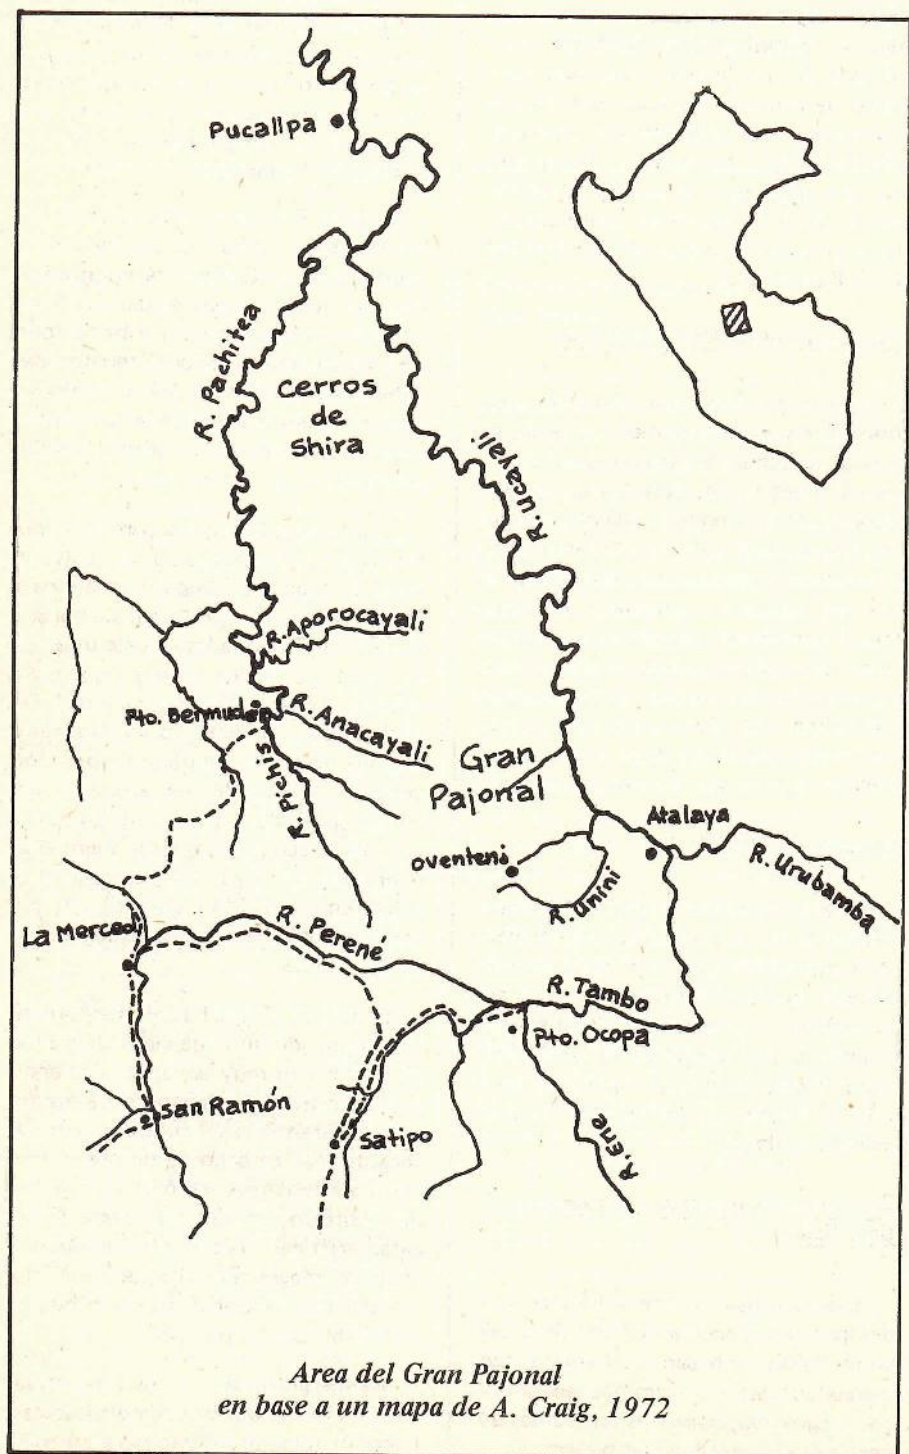 Pucallpa
R. Pachitea
Cerros
de
Shira
R. Ucayali
R. Aporocayali
Pto. Bermudez
R. Anacayali
R. Pichis
Gran
Pajonal
Atalaya
Oventeni
R. Unini
R. Urubamba
La Merced
R. Perené
R. Tambo
Pto. Ocopa
San Ramón
Satipo
R. Ene
Area del Gran Pajonal
en base a un mapa de A. Craig, 1972